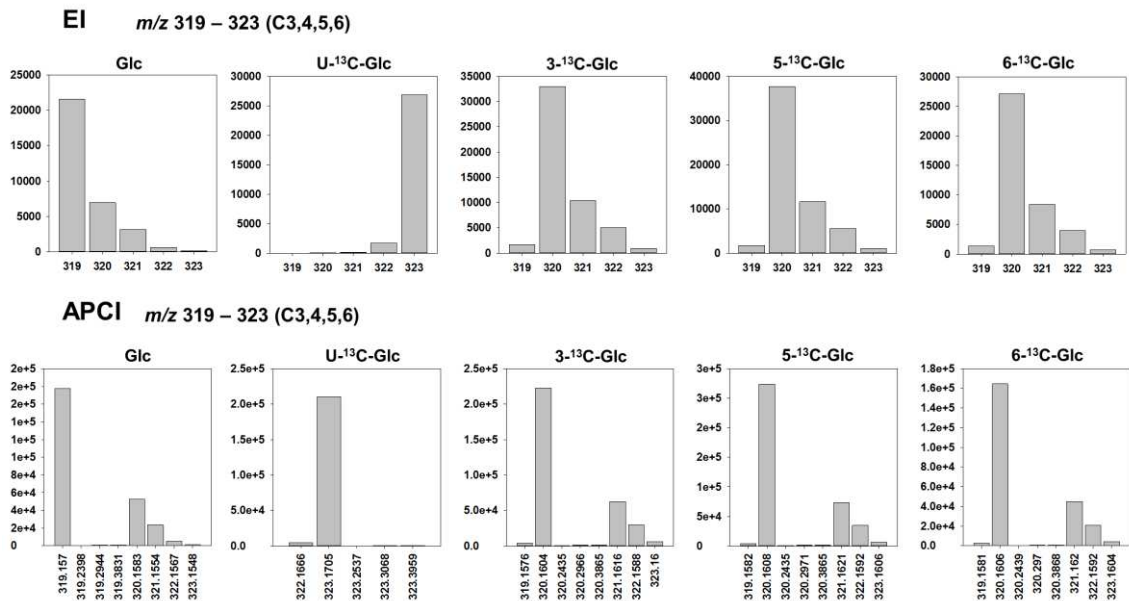 EI m/z 319 – 323 (C3,4,5,6)
Glc
25000
20000
15000
10000
5000
0
319 320 321 322 323
U-¹³C-Glc
30000
25000
20000
15000
10000
5000
0
319 320 321 322 323
3-¹³C-Glc
35000
30000
25000
20000
15000
10000
5000
0
319 320 321 322 323
5-¹³C-Glc
40000
30000
20000
10000
0
319 320 321 322 323
6-¹³C-Glc
30000
25000
20000
15000
10000
5000
0
319 320 321 322 323
APCI m/z 319 – 323 (C3,4,5,6)
Glc
2e+5
2e+5
2e+5
1e+5
1e+5
1e+5
8e+4
6e+4
4e+4
2e+4
0.0
319.157
319.2398
319.2944
319.3831
320.1583
321.1554
322.1567
323.1548
U-¹³C-Glc
2.5e+5
2.0e+5
1.5e+5
1.0e+5
5.0e+4
0.0
322.1666
323.1705
323.2537
323.3068
323.3959
3-¹³C-Glc
2.5e+5
2.0e+5
1.5e+5
1.0e+5
5.0e+4
0.0
319.1576
320.1604
320.2435
320.2966
320.3865
321.1616
322.1588
323.16
5-¹³C-Glc
3e+5
3e+5
2e+5
2e+5
1e+5
5e+4
0.0
319.1582
320.1608
320.2435
320.2971
320.3865
321.1621
322.1592
323.1606
6-¹³C-Glc
1.8e+5
1.6e+5
1.4e+5
1.2e+5
1.0e+5
8.0e+4
6.0e+4
4.0e+4
2.0e+4
0.0
319.1581
320.1606
320.2439
320.297
320.3868
321.162
322.1592
323.1604